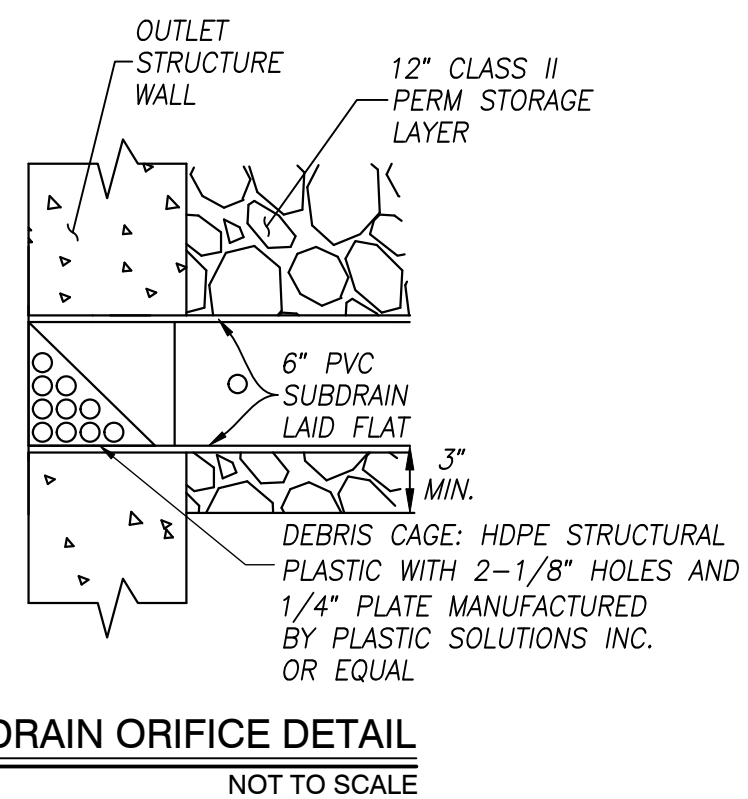 OUTLET
STRUCTURE
WALL
12" CLASS II
PERM STORAGE
LAYER
6" PVC
SUBDRAIN
LAID FLAT
3"
MIN.
DEBRIS CAGE: HDPE STRUCTURAL
PLASTIC WITH 2-1/8" HOLES AND
1/4" PLATE MANUFACTURED
BY PLASTIC SOLUTIONS INC.
OR EQUAL
DRAIN ORIFICE DETAIL
NOT TO SCALE